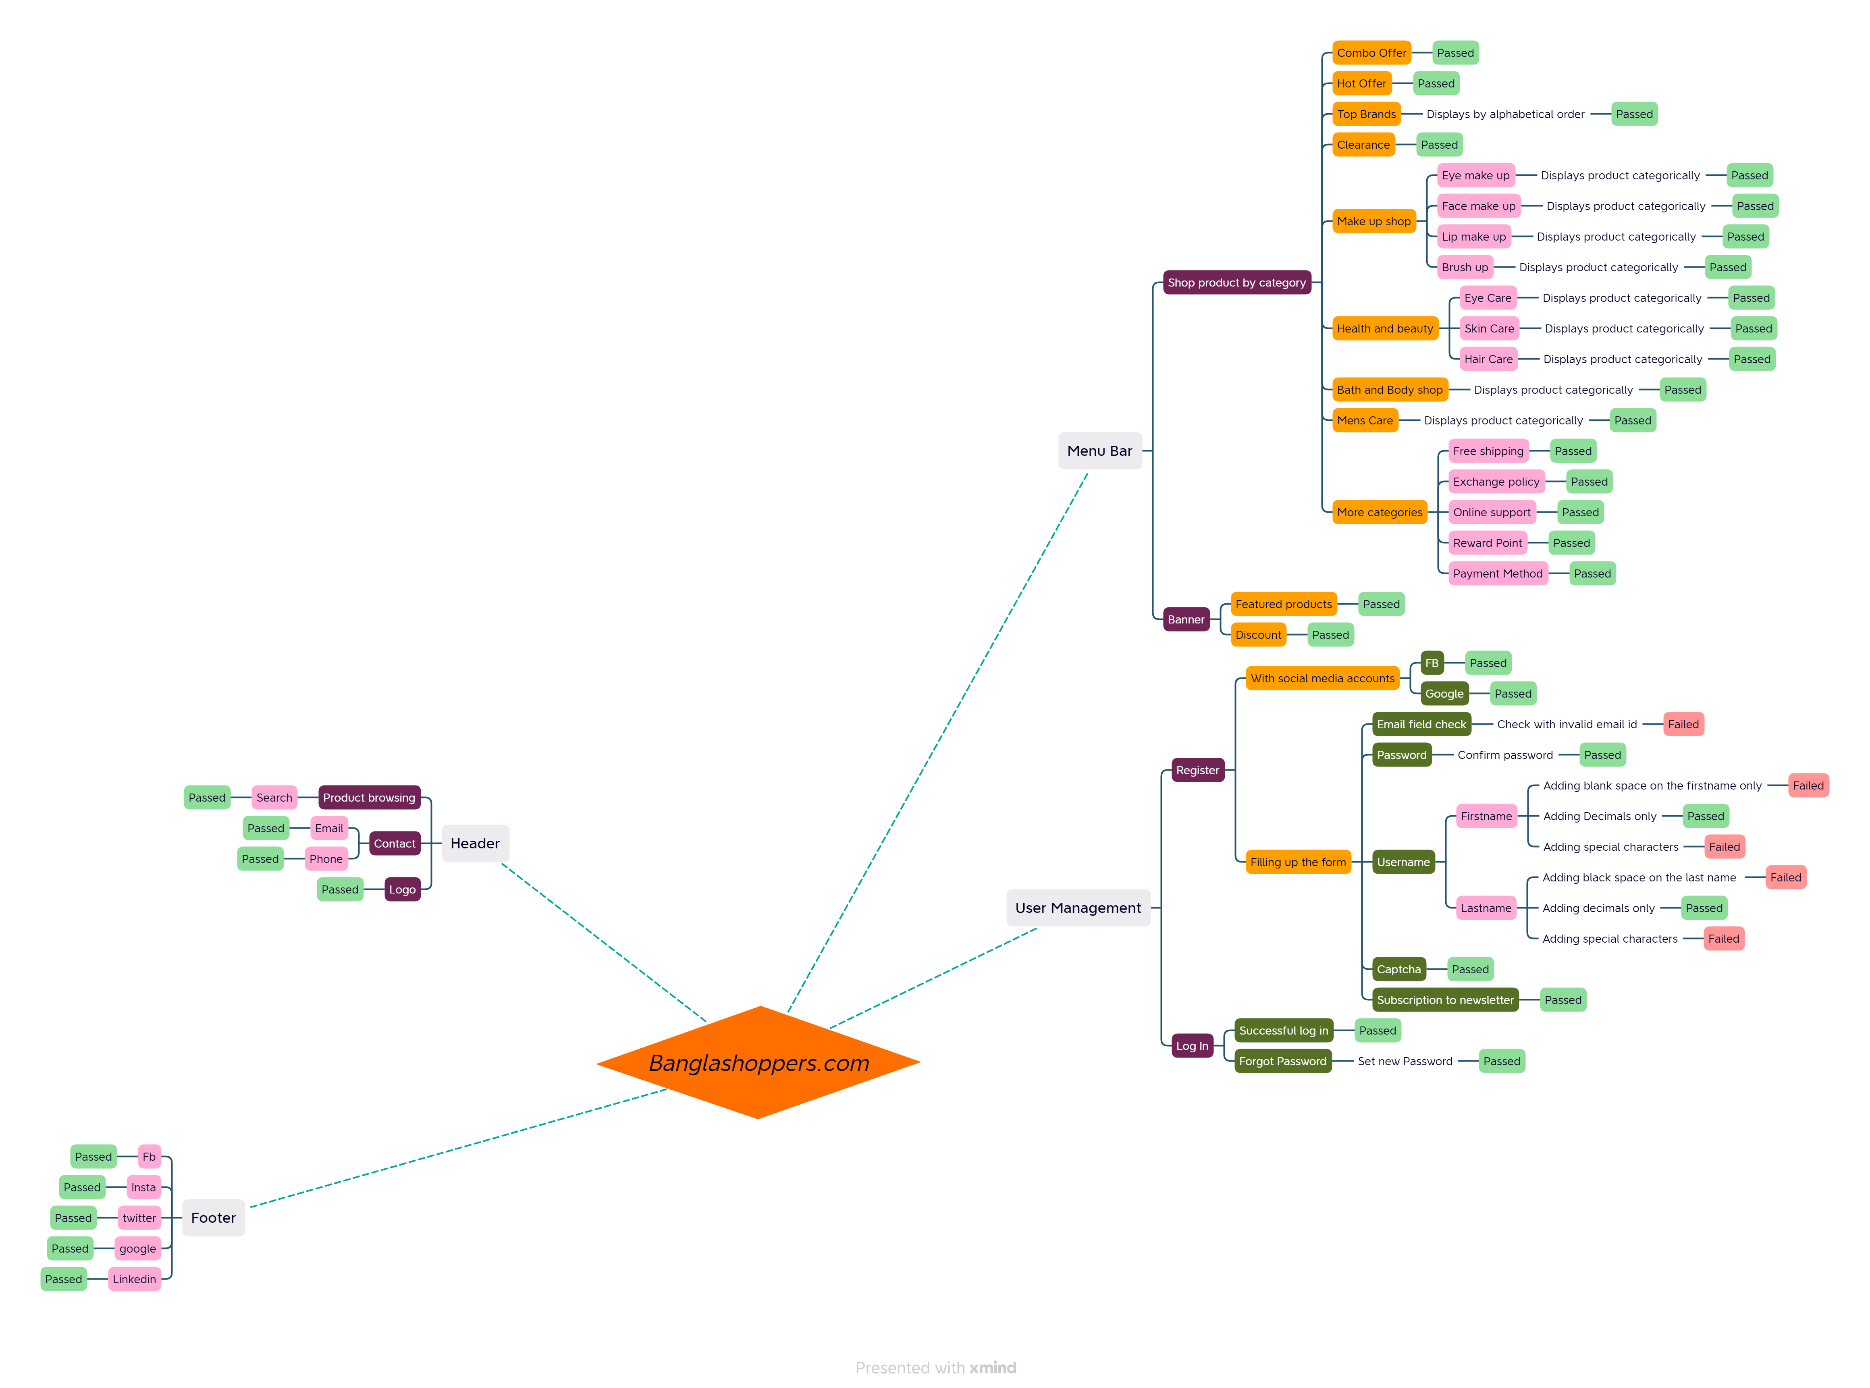 Combo Offer Passed
Hot Offer Passed
Top Brands Displays by alphabetical order Passed
Clearance Passed
Eye make up Displays product categorically Passed
Face make up Displays product categorically Passed
Make up shop
Lip make up Displays product categorically Passed
Brush up Displays product categorically Passed
Shop product by category
Eye Care Displays product categorically Passed
Health and beauty Skin Care Displays product categorically Passed
Hair Care Displays product categorically Passed
Bath and Body shop Displays product categorically Passed
Mens Care Displays product categorically Passed
Menu Bar
Free shipping Passed
Exchange policy Passed
More categories Online support Passed
Reward Point Passed
Payment Method Passed
Featured products Passed
Banner
Discount Passed
FB Passed
With social media accounts
Google Passed
Email field check Check with invalid email id Failed
Password Confirm password Passed
Register
Adding blank space on the firstname only Failed
Firstname Adding Decimals only Passed
Adding special characters Failed
Filling up the form Username
Adding black space on the last name Failed
User Management
Lastname Adding decimals only Passed
Adding special characters Failed
Captcha Passed
Subscription to newsletter Passed
Successful log in Passed
Log In
Forgot Password Set new Password Passed
Passed Search Product browsing
Passed Email
Contact
Header
Passed Phone
Passed Logo
Banglashoppers.com
Passed Fb
Passed Insta
Passed twitter
Footer
Passed google
Passed Linkedin
Presented with xmind